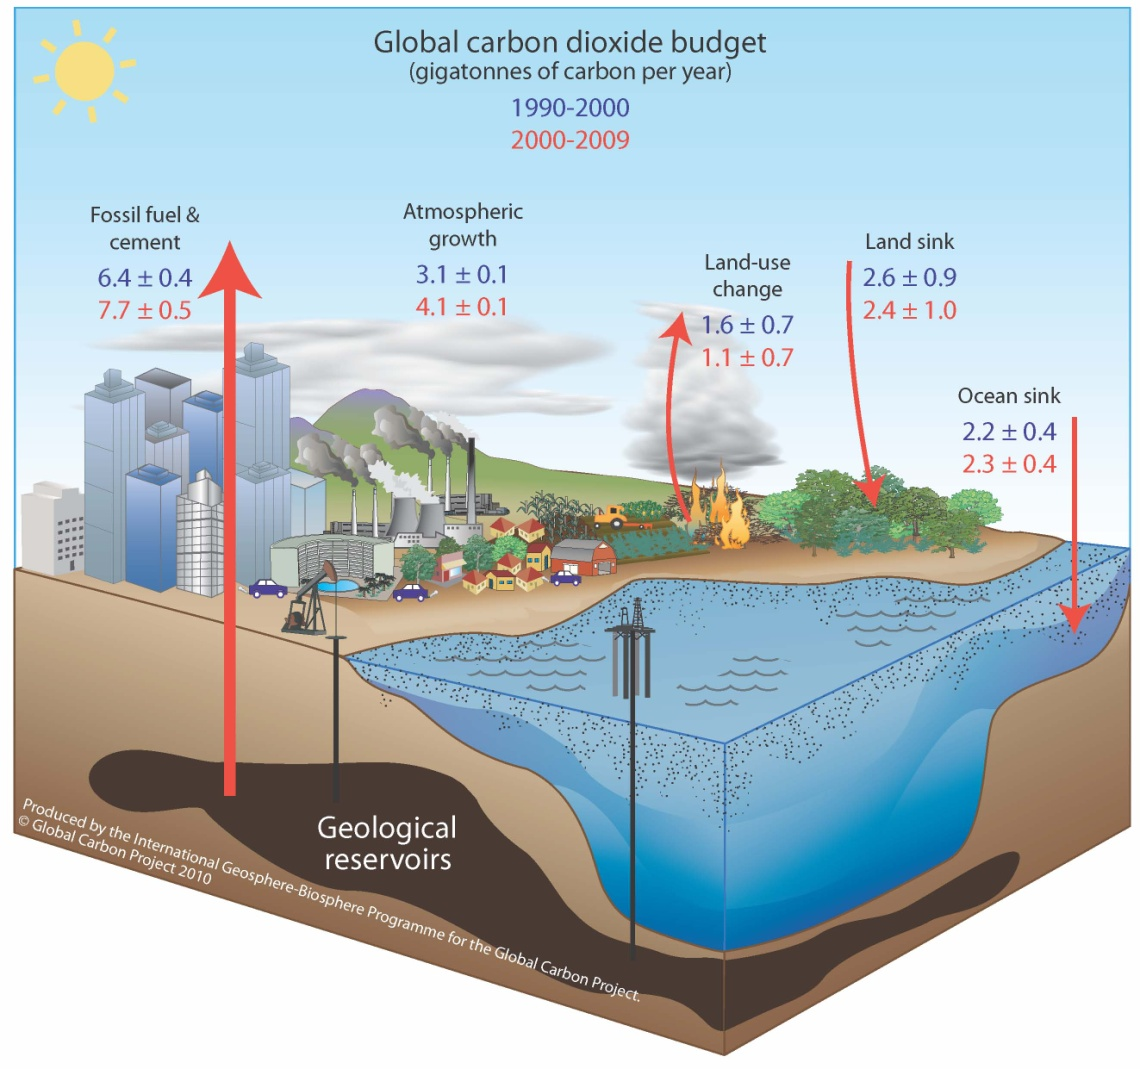 Global carbon dioxide budget
(gigatonnes of carbon per year)
1990-2000
2000-2009
Fossil fuel &
cement
6.4 ± 0.4
7.7 ± 0.5
Atmospheric
growth
3.1 ± 0.1
4.1 ± 0.1
Land-use
change
1.6 ± 0.7
1.1 ± 0.7
Land sink
2.6 ± 0.9
2.4 ± 1.0
Ocean sink
2.2 ± 0.4
2.3 ± 0.4
Geological
reservoirs
Produced by the International Geosphere-Biosphere Programme for the Global Carbon Project.
© Global Carbon Project 2010